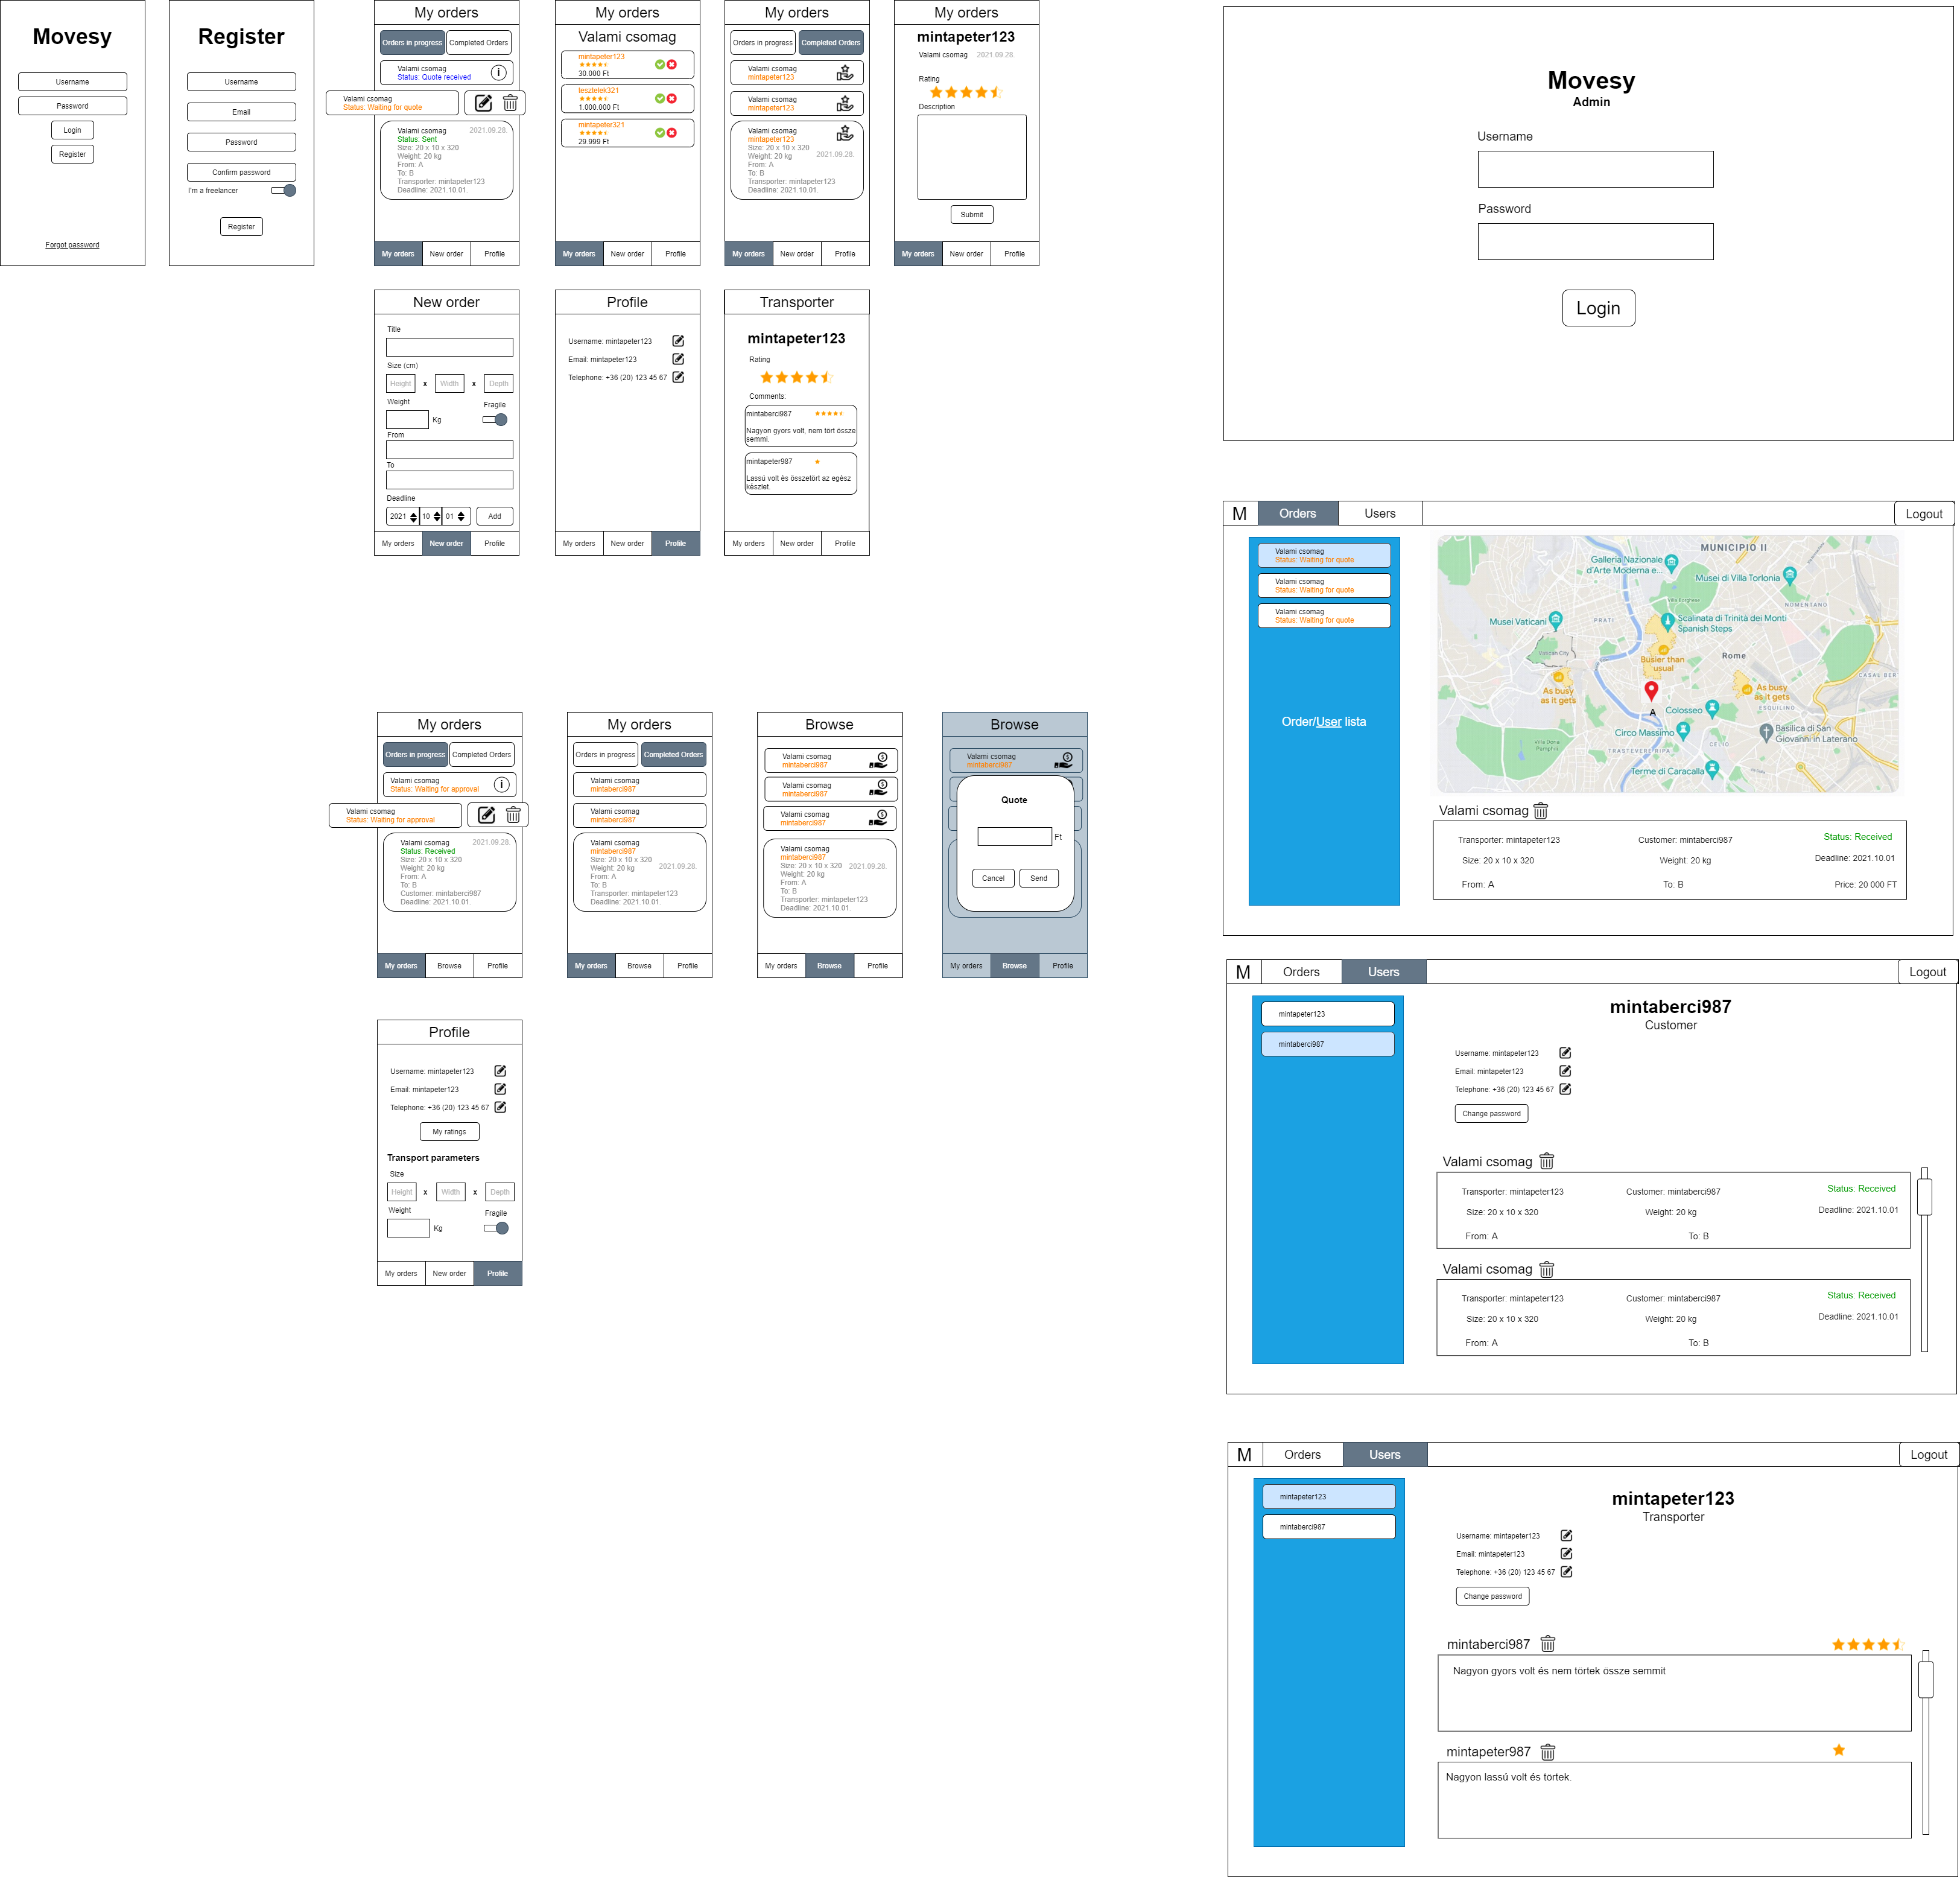 Movesy
Username
Password
Login
Register
Forgot password
Register
Username
Email
Password
Confirm password
I'm a freelancer
Register
My orders
Orders in progress
Completed Orders
Valami csomag
Status: Quote received
i
Valami csomag
Status: Waiting for quote
Valami csomag
2021.09.28.
Status: Sent
Size: 20 x 10 x 320
Weight: 20 kg
From: A
To: B
Transporter: mintapeter123
Deadline: 2021.10.01.
My orders
New order
Profile
My orders
Valami csomag
mintapeter123
30.000 Ft
tesztelek321
1.000.000 Ft
mintapeter321
29.999 Ft
My orders
New order
Profile
My orders
Orders in progress
Completed Orders
Valami csomag
mintapeter123
Valami csomag
mintapeter123
Valami csomag
mintapeter123
Size: 20 x 10 x 320
Weight: 20 kg
2021.09.28.
From: A
To: B
Transporter: mintapeter123
Deadline: 2021.10.01.
My orders
New order
Profile
My orders
mintapeter123
Valami csomag
2021.09.28.
Rating
Description
Submit
My orders
New order
Profile
New order
Title
Size (cm)
Height x Width x Depth
Weight
Fragile
Kg
From
To
Deadline
2021 10 01
Add
My orders
New order
Profile
Profile
Username: mintapeter123
Email: mintapeter123
Telephone: +36 (20) 123 45 67
My orders
New order
Profile
Transporter
mintapeter123
Rating
Comments:
mintaberci987
Nagyon gyors volt, nem tört össze
semmi.
mintapeter987
Lassú volt ès összetört az egész
kèszlet.
My orders
New order
Profile
My orders
Orders in progress
Completed Orders
Valami csomag
Status: Waiting for approval
i
Valami csomag
Status: Waiting for approval
Valami csomag
2021.09.28.
Status: Received
Size: 20 x 10 x 320
Weight: 20 kg
From: A
To: B
Customer: mintaberci987
Deadline: 2021.10.01.
My orders
Browse
Profile
My orders
Orders in progress
Completed Orders
Valami csomag
mintaberci987
Valami csomag
mintaberci987
Valami csomag
mintaberci987
Size: 20 x 10 x 320
Weight: 20 kg
2021.09.28.
From: A
To: B
Transporter: mintapeter123
Deadline: 2021.10.01.
My orders
Browse
Profile
Browse
Valami csomag
mintaberci987
Valami csomag
mintaberci987
Valami csomag
mintaberci987
Valami csomag
mintaberci987
Size: 20 x 10 x 320
2021.09.28.
Weight: 20 kg
From: A
To: B
Transporter: mintapeter123
Deadline: 2021.10.01.
My orders
Browse
Profile
Browse
Valami csomag
mintaberci987
Quote
Ft
Cancel
Send
My orders
Browse
Profile
Profile
Username: mintapeter123
Email: mintapeter123
Telephone: +36 (20) 123 45 67
My ratings
Transport parameters
Size
Height x Width x Depth
Weight
Fragile
Kg
My orders
New order
Profile
Movesy
Admin
Username
Password
Login
M
Orders
Users
Logout
Valami csomag
Status: Waiting for quote
Valami csomag
Status: Waiting for quote
Valami csomag
Status: Waiting for quote
Order/User lista
MUNICIPIO II
Galleria Nazionale
d'Arte Moderna e...
Musei di Villa Torlonia
Villa Borghese
NOMENTANO
Musei Vaticani
PRATI
Scalinata di Trinità dei Monti
Spanish Steps
Vatican City
Busier than
usual
Rome
CASAL BER
As busy
as it gets
As busy
as it gets
A
Colosseo
ESQUILINO
Circo Massimo
Basilica di San
Giovanni in Laterano
Villa Doria
Pamphili
TRASTEVERE
RIPA
CELIO
Terme di Caracalla
Valami csomag
Transporter: mintapeter123
Customer: mintaberci987
Status: Received
Size: 20 x 10 x 320
Weight: 20 kg
Deadline: 2021.10.01
From: A
To: B
Price: 20 000 FT
M
Orders
Users
Logout
mintapeter123
mintaberci987
mintaberci987
Customer
Username: mintapeter123
Email: mintapeter123
Telephone: +36 (20) 123 45 67
Change password
Valami csomag
Transporter: mintapeter123
Customer: mintaberci987
Status: Received
Size: 20 x 10 x 320
Weight: 20 kg
Deadline: 2021.10.01
From: A
To: B
Valami csomag
Transporter: mintapeter123
Customer: mintaberci987
Status: Received
Size: 20 x 10 x 320
Weight: 20 kg
Deadline: 2021.10.01
From: A
To: B
M
Orders
Users
Logout
mintapeter123
mintaberci987
mintapeter123
Transporter
Username: mintapeter123
Email: mintapeter123
Telephone: +36 (20) 123 45 67
Change password
mintaberci987
Nagyon gyors volt és nem törtek össze semmit
mintapeter987
Nagyon lassú volt és törtek.